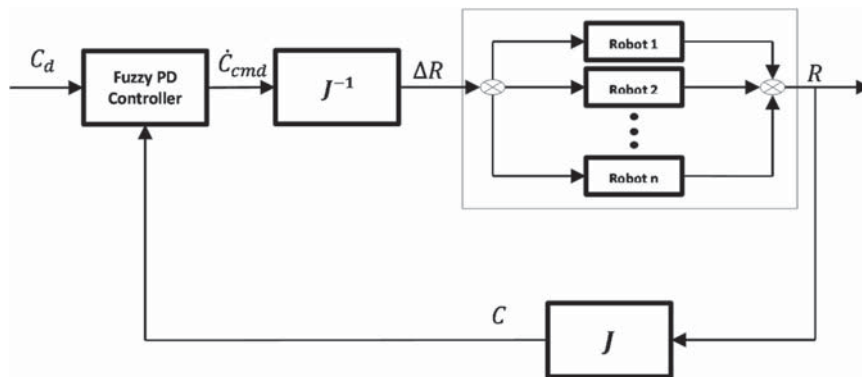 C_d
Fuzzy PD
Controller
Ċ_cmd
J⁻¹
ΔR
Robot 1
Robot 2
Robot n
R
C
J